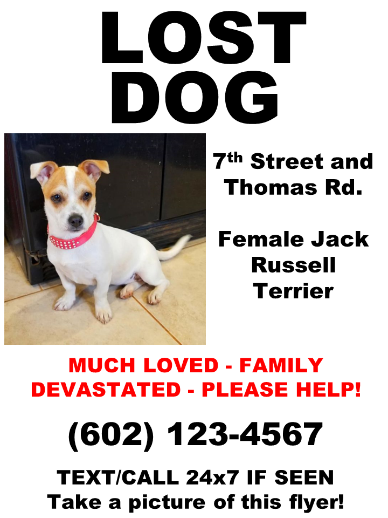 LOST
DOG
7th Street and
Thomas Rd.
Female Jack
Russell
Terrier
MUCH LOVED - FAMILY
DEVASTATED - PLEASE HELP!
(602) 123-4567
TEXT/CALL 24x7 IF SEEN
Take a picture of this flyer!